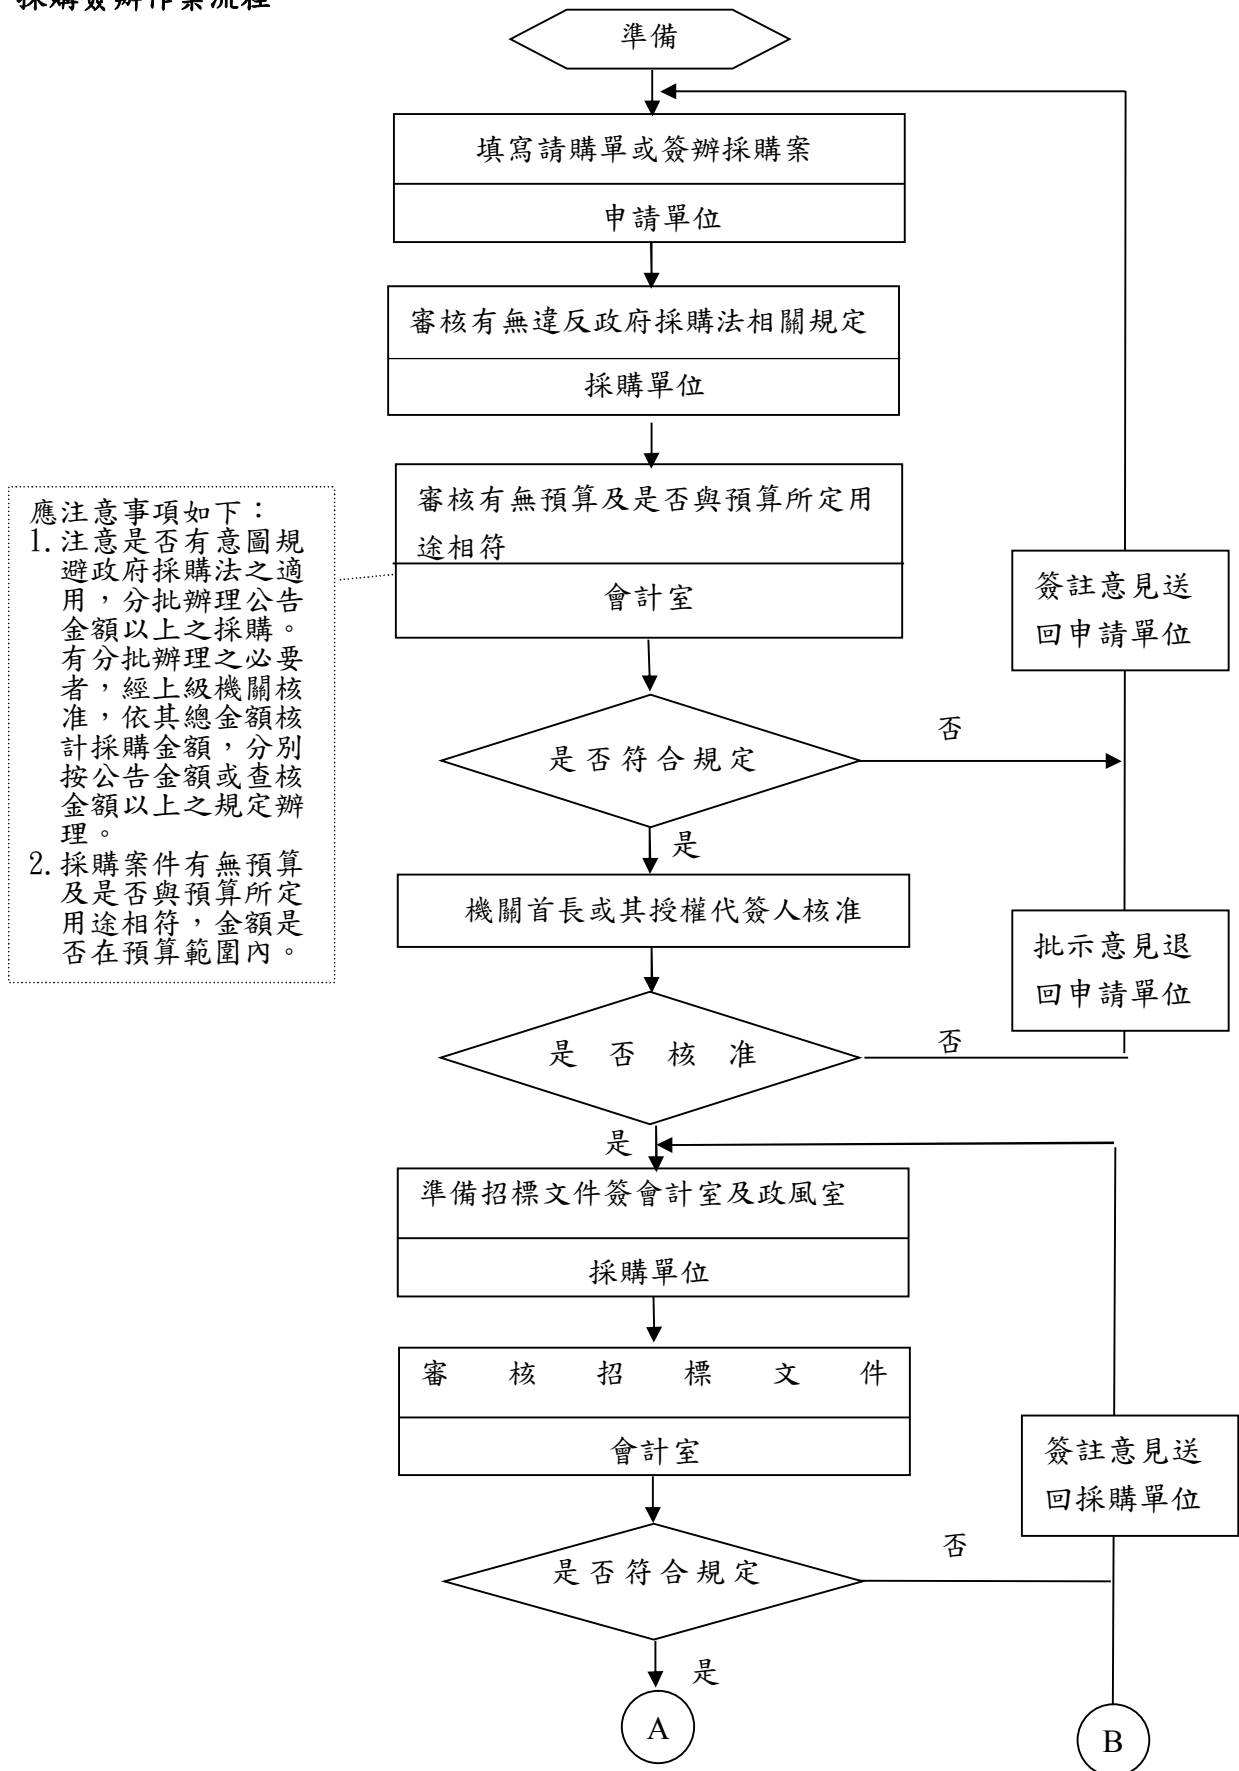 採購簽辦作業流程
準備
填寫請購單或簽辦採購案
申請單位
審核有無違反政府採購法相關規定
採購單位
審核有無預算及是否與預算所定用
途相符
會計室
應注意事項如下：
1.注意是否有意圖規
避政府採購法之適
用，分批辦理公告
金額以上之採購。
有分批辦理之必要
者，經上級機關核
准，依其總金額核
計採購金額，分別
按公告金額或查核
金額以上之規定辦
理。
2.採購案件有無預算
及是否與預算所定
用途相符，金額是
否在預算範圍內。
簽註意見送
回申請單位
是否符合規定
否
是
機關首長或其授權代簽人核准
批示意見退
回申請單位
是否核准
否
是
準備招標文件簽會計室及政風室
採購單位
審核招標文件
會計室
簽註意見送
回採購單位
是否符合規定
否
是
A
B